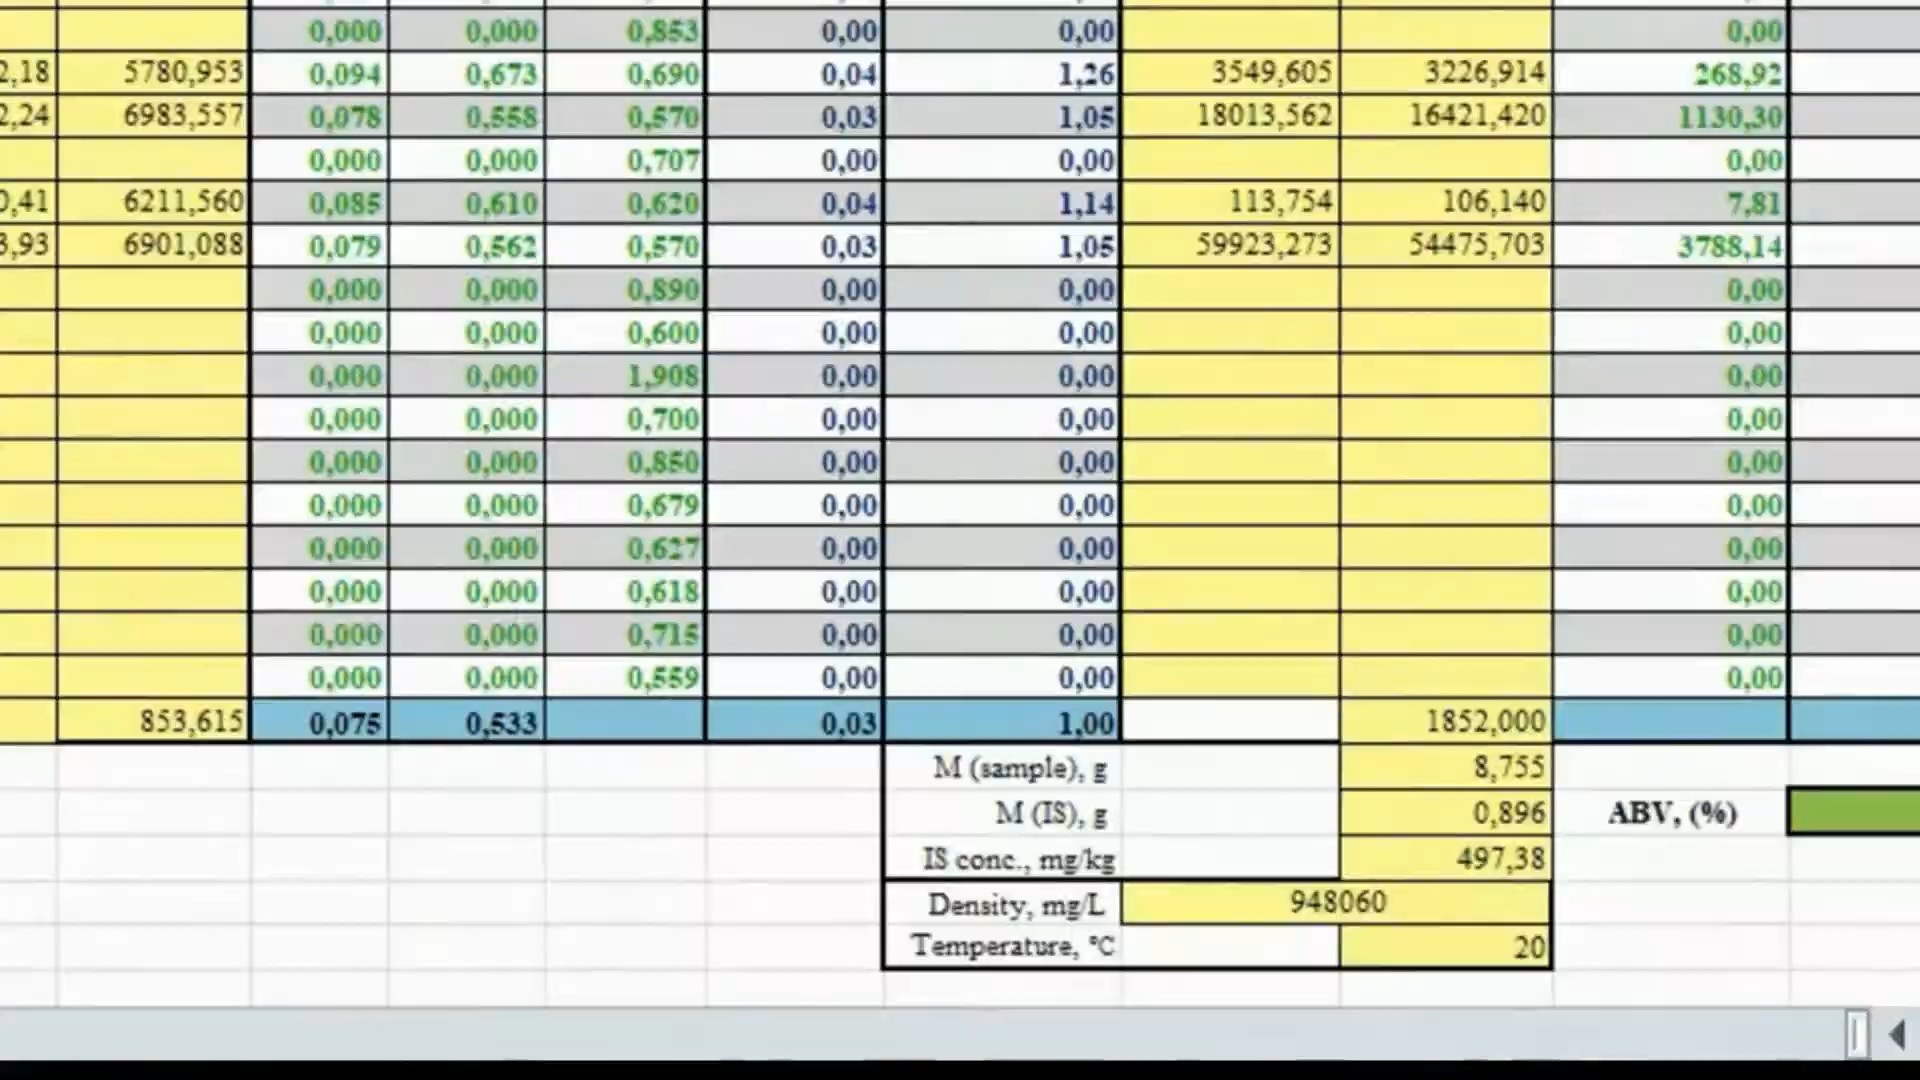 0,000 0,000 0,853 0,00 0,00 0,00
2,18 5780,953 0,094 0,673 0,690 0,04 1,26 3549,605 3226,914 268,92
2,24 6983,557 0,078 0,558 0,570 0,03 1,05 18013,562 16421,420 1130,30
0,000 0,000 0,707 0,00 0,00 0,00
0,41 6211,560 0,085 0,610 0,620 0,04 1,14 113,754 106,140 7,81
3,93 6901,088 0,079 0,562 0,570 0,03 1,05 59923,273 54475,703 3788,14
0,000 0,000 0,890 0,00 0,00 0,00
0,000 0,000 0,600 0,00 0,00 0,00
0,000 0,000 1,908 0,00 0,00 0,00
0,000 0,000 0,700 0,00 0,00 0,00
0,000 0,000 0,850 0,00 0,00 0,00
0,000 0,000 0,679 0,00 0,00 0,00
0,000 0,000 0,627 0,00 0,00 0,00
0,000 0,000 0,618 0,00 0,00 0,00
0,000 0,000 0,715 0,00 0,00 0,00
0,000 0,000 0,559 0,00 0,00 0,00
853,615 0,075 0,533 0,03 1,00 1852,000
M (sample), g 8,755
M (IS), g 0,896 ABV, (%)
IS conc., mg/kg 497,38
Density, mg/L 948060
Temperature, °C 20